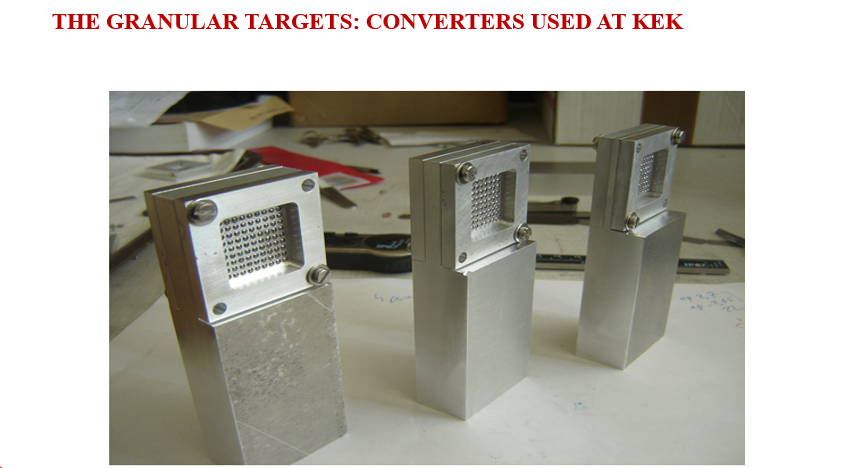 THE GRANULAR TARGETS: CONVERTERS USED AT KEK